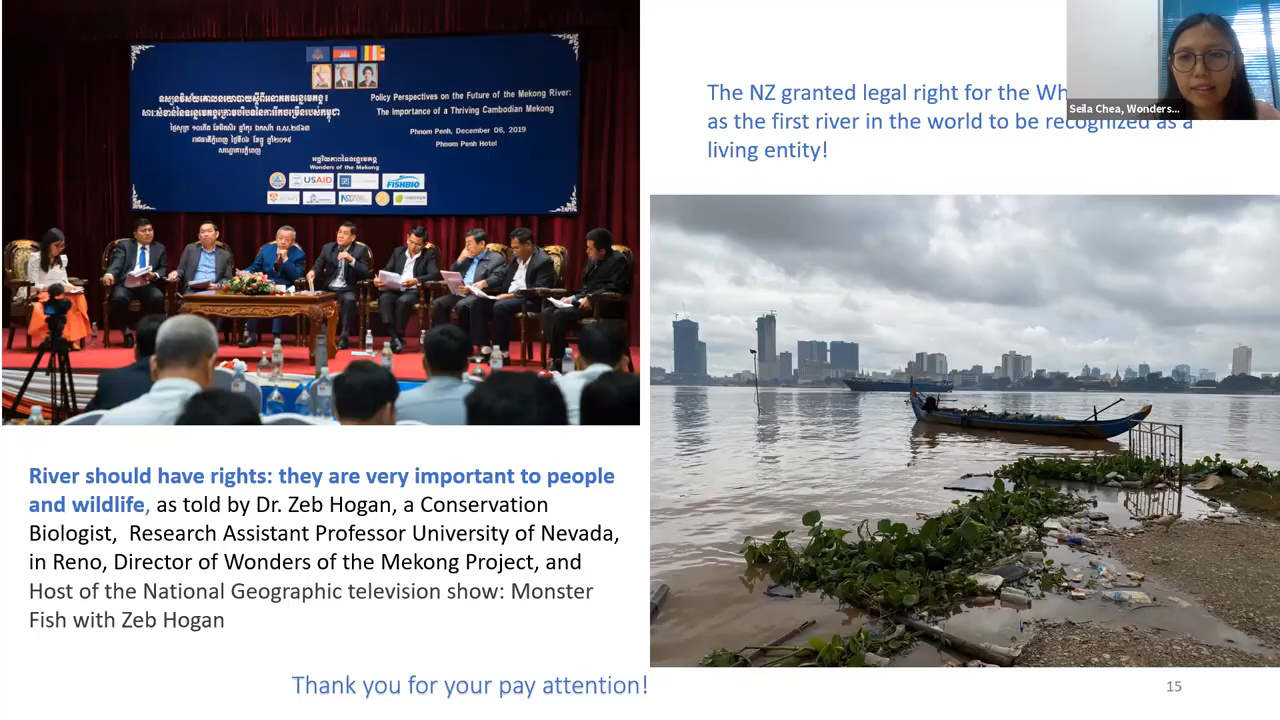 Policy Perspectives on the Future of the Mekong River:
The Importance of a Thriving Cambodian Mekong
Phnom Penh, December 06, 2019
Phnom Penh Hotel
Wonders of the Mekong
USAID
FISHBIO
The NZ granted legal right for the Wh
as the first river in the world to be recognized as a
living entity!
Seila Chea, Wonders...
River should have rights: they are very important to people
and wildlife, as told by Dr. Zeb Hogan, a Conservation
Biologist, Research Assistant Professor University of Nevada,
in Reno, Director of Wonders of the Mekong Project, and
Host of the National Geographic television show: Monster
Fish with Zeb Hogan
Thank you for your pay attention!
15